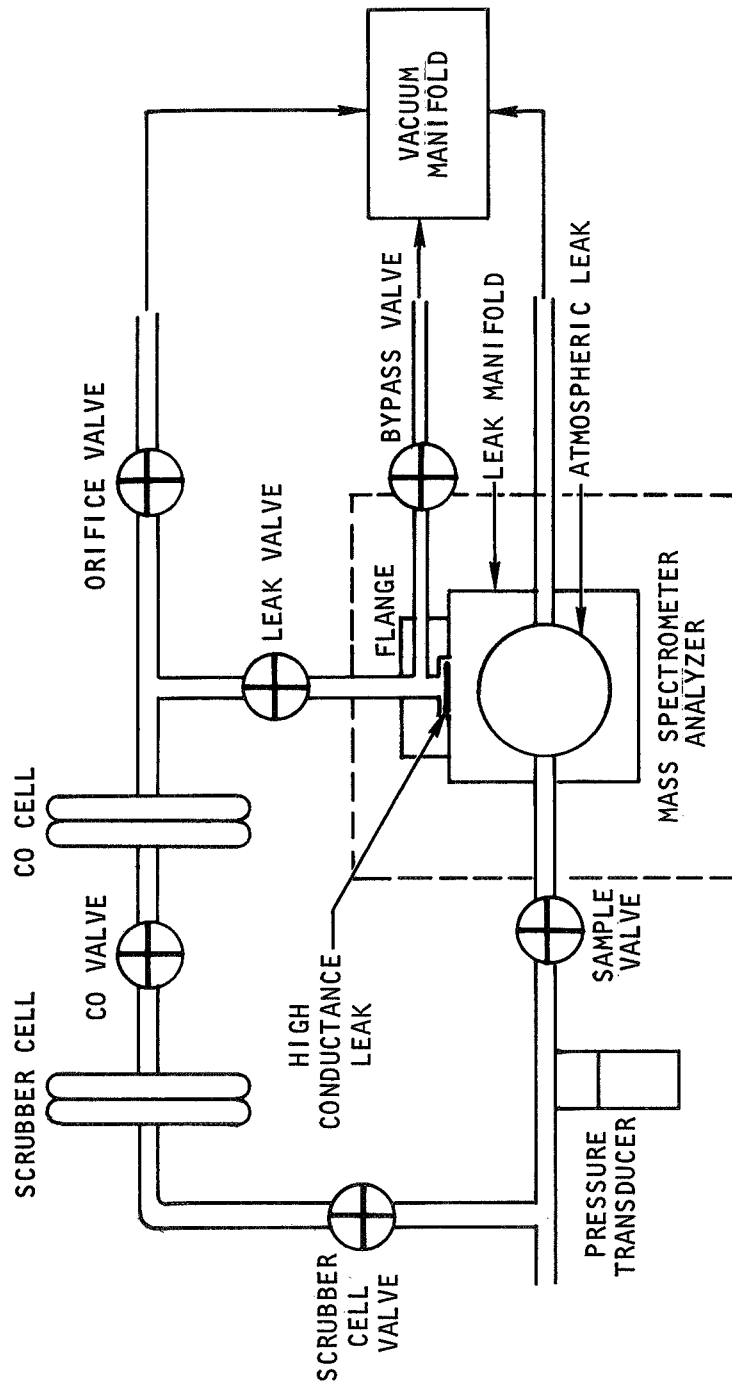 SCRUBBER CELL
CO VALVE
CO CELL
ORIFICE VALVE
SCRUBBER
CELL
VALVE
HIGH
CONDUCTANCE
LEAK
LEAK VALVE
FLANGE
BYPASS VALVE
VACUUM
MANIFOLD
LEAK MANIFOLD
ATMOSPHERIC LEAK
PRESSURE
TRANSDUCER
SAMPLE
VALVE
MASS SPECTROMETER
ANALYZER